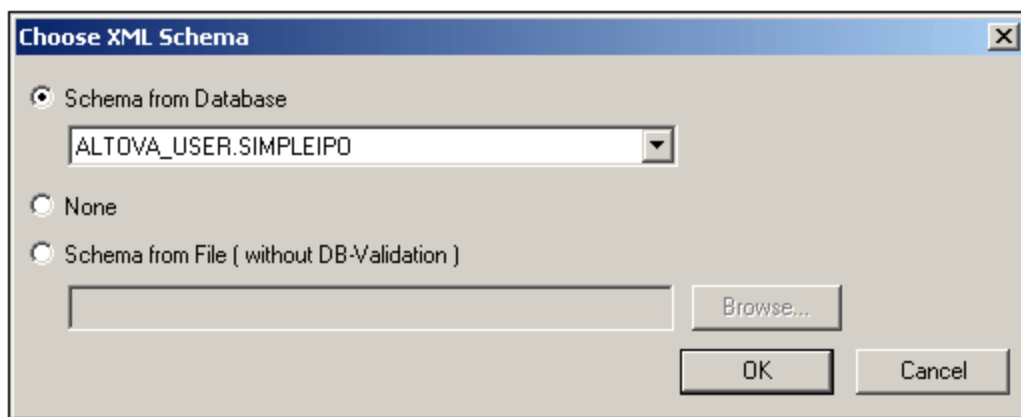 Choose XML Schema
Schema from Database
ALTOVA_USER.SIMPLEIPO
None
Schema from File ( without DB-Validation )
Browse...
OK Cancel